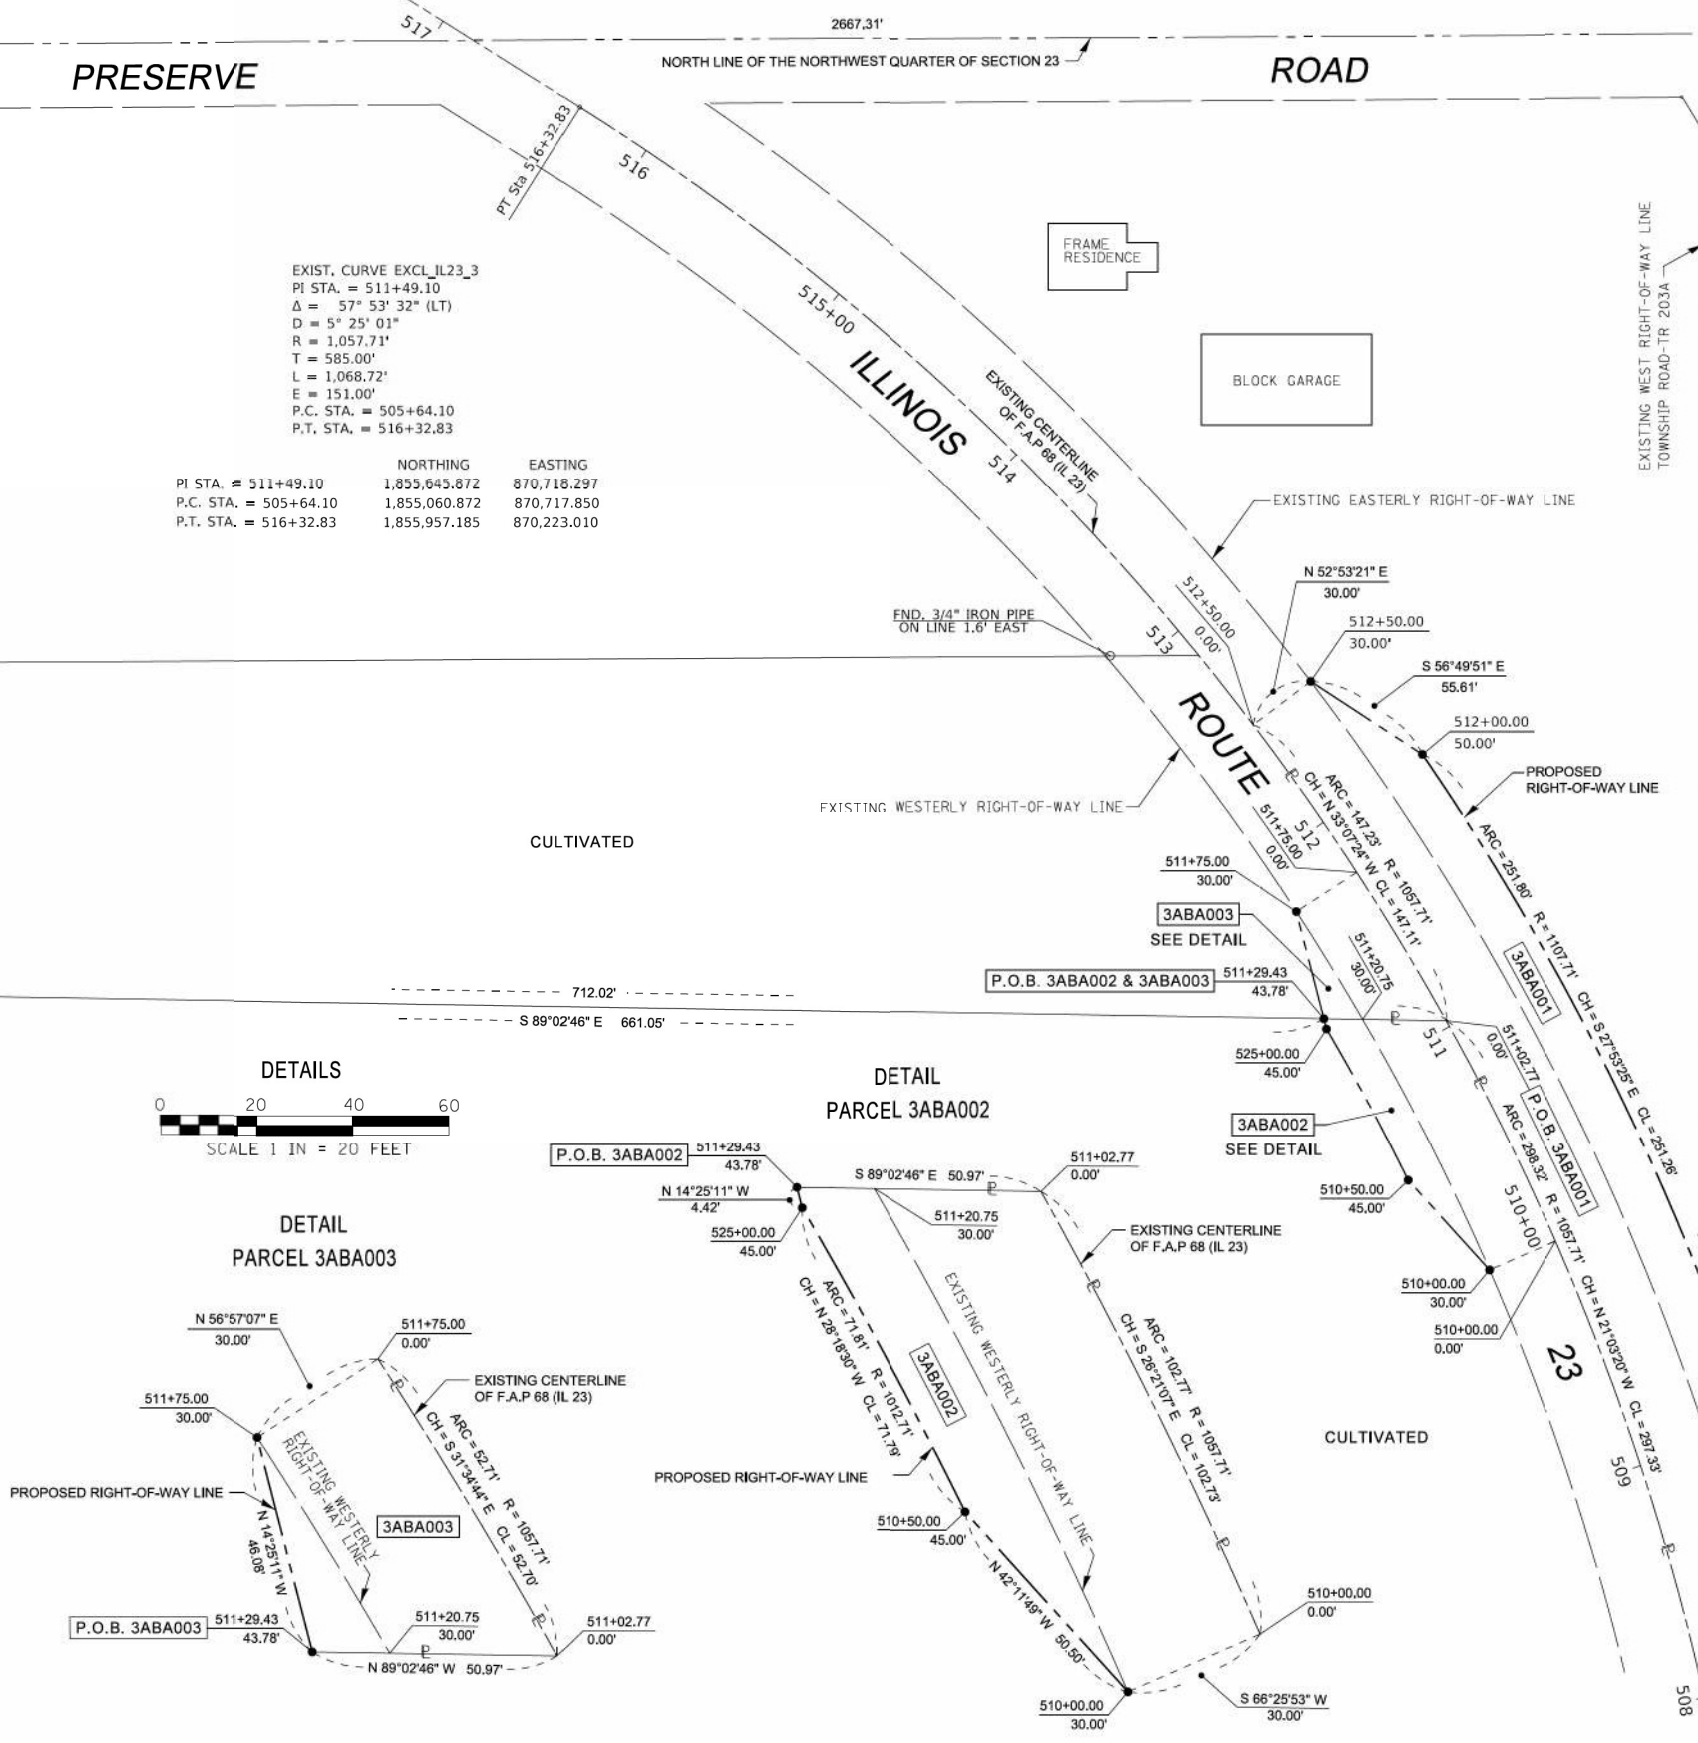 517
2667.31'
NORTH LINE OF THE NORTHWEST QUARTER OF SECTION 23
PRESERVE
ROAD
PT Sta 516+32.83
516
EXISTING WEST RIGHT-OF-WAY LINE
TOWNSHIP ROAD-TR 203A
FRAME
RESIDENCE
EXIST. CURVE EXCL_IL23_3
PI STA. = 511+49.10
Δ = 57° 53' 32" (LT)
D = 5° 25' 01"
R = 1,057.71'
T = 585.00'
L = 1,068.72'
E = 151.00'
P.C. STA. = 505+64.10
P.T. STA. = 516+32.83
515+00
BLOCK GARAGE
ILLINOIS
EXISTING CENTERLINE
OF F.A.P 68 (IL 23)
514
NORTHING EASTING
PI STA. = 511+49.10 1,855,645.872 870,718.297
P.C. STA. = 505+64.10 1,855,060.872 870,717.850
P.T. STA. = 516+32.83 1,855,957.185 870,223.010
EXISTING EASTERLY RIGHT-OF-WAY LINE
N 52°53'21" E
30.00'
512+50.00
0.00'
FND. 3/4" IRON PIPE
ON LINE 1.6' EAST
513
512+50.00
30.00'
S 56°49'51" E
55.61'
512+00.00
50.00'
ROUTE
PROPOSED
RIGHT-OF-WAY LINE
EXISTING WESTERLY RIGHT-OF-WAY LINE
CULTIVATED
ARC = 147.23' R = 1057.71'
CH = N 33°07'24" W CL = 147.11'
512
511+75.00
0.00'
ARC = 251.80' R = 1107.71' CH = S 27°53'25" E CL = 251.26'
511+75.00
30.00'
3ABA003
SEE DETAIL
511+20.75
30.00'
3ABA001
P.O.B. 3ABA002 & 3ABA003
511+29.43
43.78'
712.02'
S 89°02'46" E 661.05'
P
511
511+02.77
0.00'
525+00.00
45.00'
P.O.B. 3ABA001
3ABA002
SEE DETAIL
ARC = 298.32' R = 1057.71' CH = N 21°03'20" W CL = 297.33'
510+50.00
45.00'
510+00
510+00.00
30.00'
510+00.00
0.00'
23
CULTIVATED
509
508
DETAILS
0 20 40 60
SCALE 1 IN = 20 FEET
DETAIL
PARCEL 3ABA002
P.O.B. 3ABA002
511+29.43
43.78'
S 89°02'46" E 50.97'
P
511+02.77
0.00'
N 14°25'11" W
4.42'
511+20.75
30.00'
525+00.00
45.00'
EXISTING CENTERLINE
OF F.A.P 68 (IL 23)
ARC = 71.81' R = 1012.71'
CH = N 28°18'30" W CL = 71.79'
3ABA002
EXISTING WESTERLY RIGHT-OF-WAY LINE
ARC = 102.77' R = 1057.71'
CH = S 26°21'07" E CL = 102.73'
PROPOSED RIGHT-OF-WAY LINE
510+50.00
45.00'
N 42°11'49" W 50.50'
510+00.00
0.00'
S 66°25'53" W
30.00'
510+00.00
30.00'
DETAIL
PARCEL 3ABA003
N 56°57'07" E
30.00'
511+75.00
0.00'
EXISTING CENTERLINE
OF F.A.P 68 (IL 23)
511+75.00
30.00'
EXISTING WESTERLY
RIGHT-OF-WAY LINE
ARC = 52.71' R = 1057.71'
CH = S 31°34'44" E CL = 52.70'
PROPOSED RIGHT-OF-WAY LINE
N 14°25'11" W
46.08'
3ABA003
P.O.B. 3ABA003
511+29.43
43.78'
511+20.75
30.00'
511+02.77
0.00'
P
N 89°02'46" W 50.97'